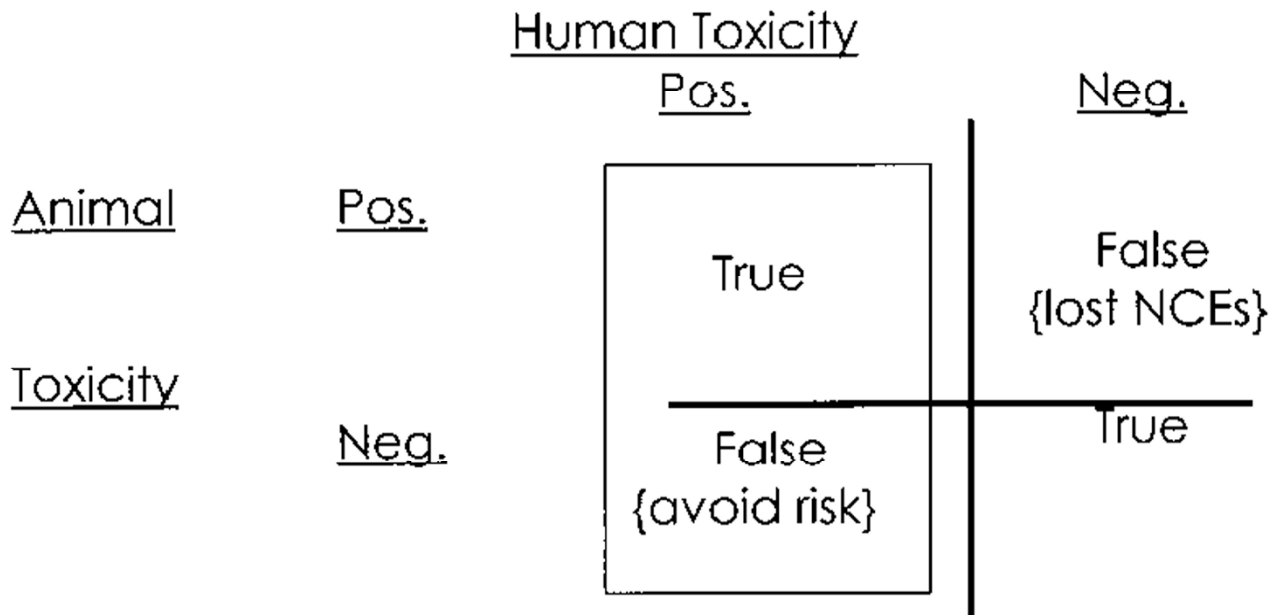 Human Toxicity
Pos. Neg.
Animal Pos.
True
False
{lost NCEs}
Toxicity
True
Neg.
False
{avoid risk}